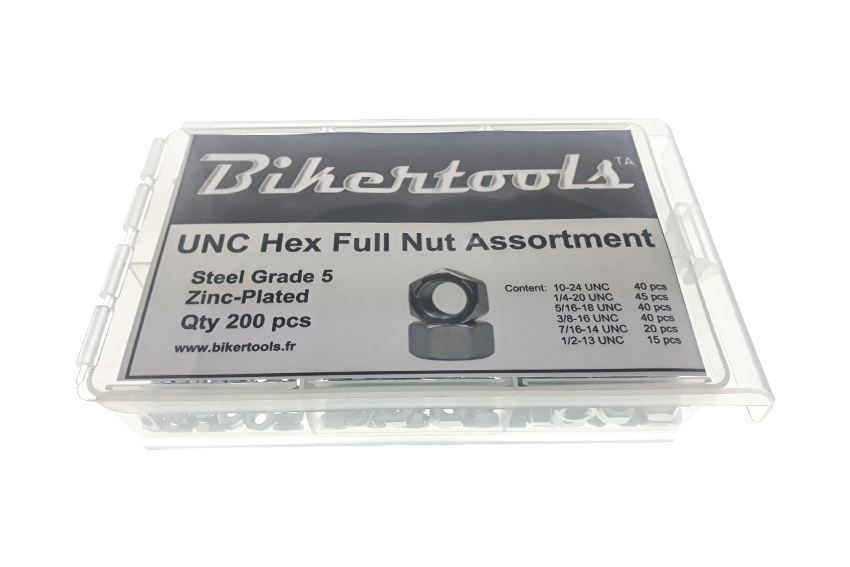 Bikertools TA
UNC Hex Full Nut Assortment
Steel Grade 5
Zinc-Plated
Qty 200 pcs
www.bikertools.fr
Content: 10-24 UNC 40 pcs
1/4-20 UNC 45 pcs
5/16-18 UNC 40 pcs
3/8-16 UNC 40 pcs
7/16-14 UNC 20 pcs
1/2-13 UNC 15 pcs